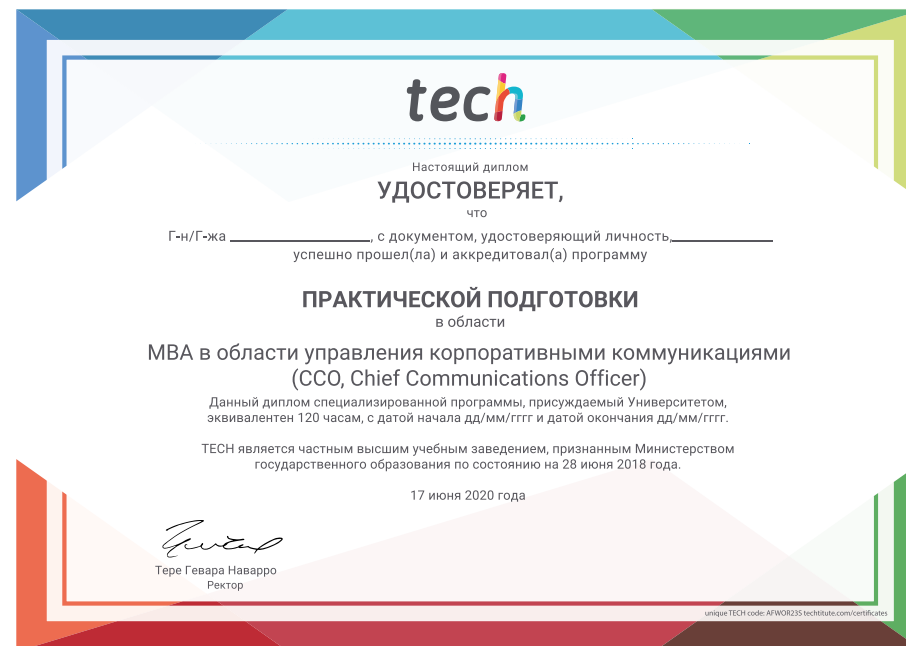 tech
Настоящий диплом
УДОСТОВЕРЯЕТ,
что
Г-н/Г-жа ____________________, с документом, удостоверяющий личность,______________
успешно прошел(ла) и аккредитовал(а) программу
ПРАКТИЧЕСКОЙ ПОДГОТОВКИ
в области
MBA в области управления корпоративными коммуникациями
(CCO, Chief Communications Officer)
Данный диплом специализированной программы, присуждаемый Университетом,
эквивалентен 120 часам, с датой начала дд/мм/гггг и датой окончания дд/мм/гггг.
TECH является частным высшим учебным заведением, признанным Министерством
государственного образования по состоянию на 28 июня 2018 года.
17 июня 2020 года
Тере Гевара Наварро
Ректор
unique TECH code: AFWOR23S techtitute.com/certificates